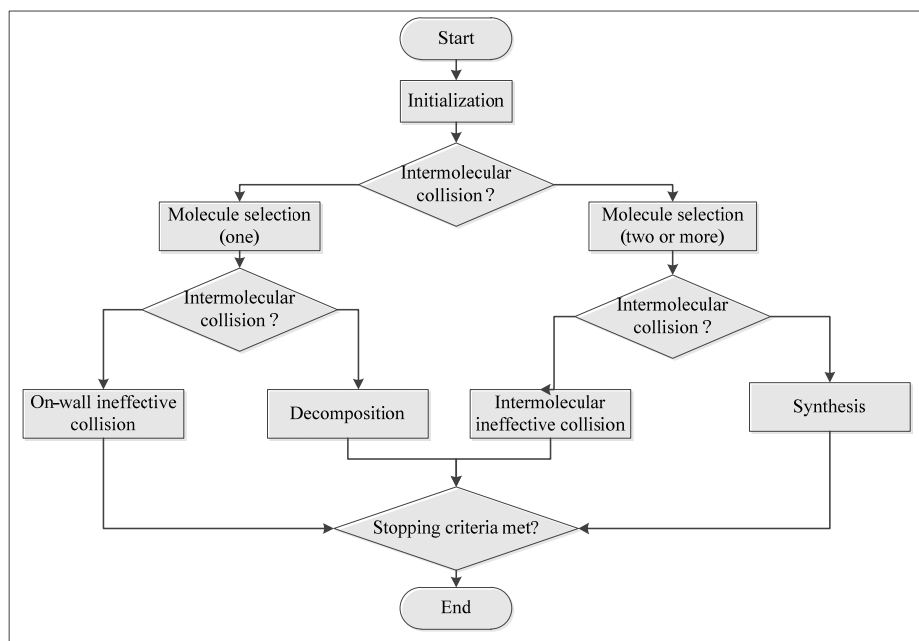 Start
Initialization
Intermolecular
collision？
Molecule selection
(one)
Molecule selection
(two or more)
Intermolecular
collision？
Intermolecular
collision？
On-wall ineffective
collision
Decomposition
Intermolecular
ineffective collision
Synthesis
Stopping criteria met?
End